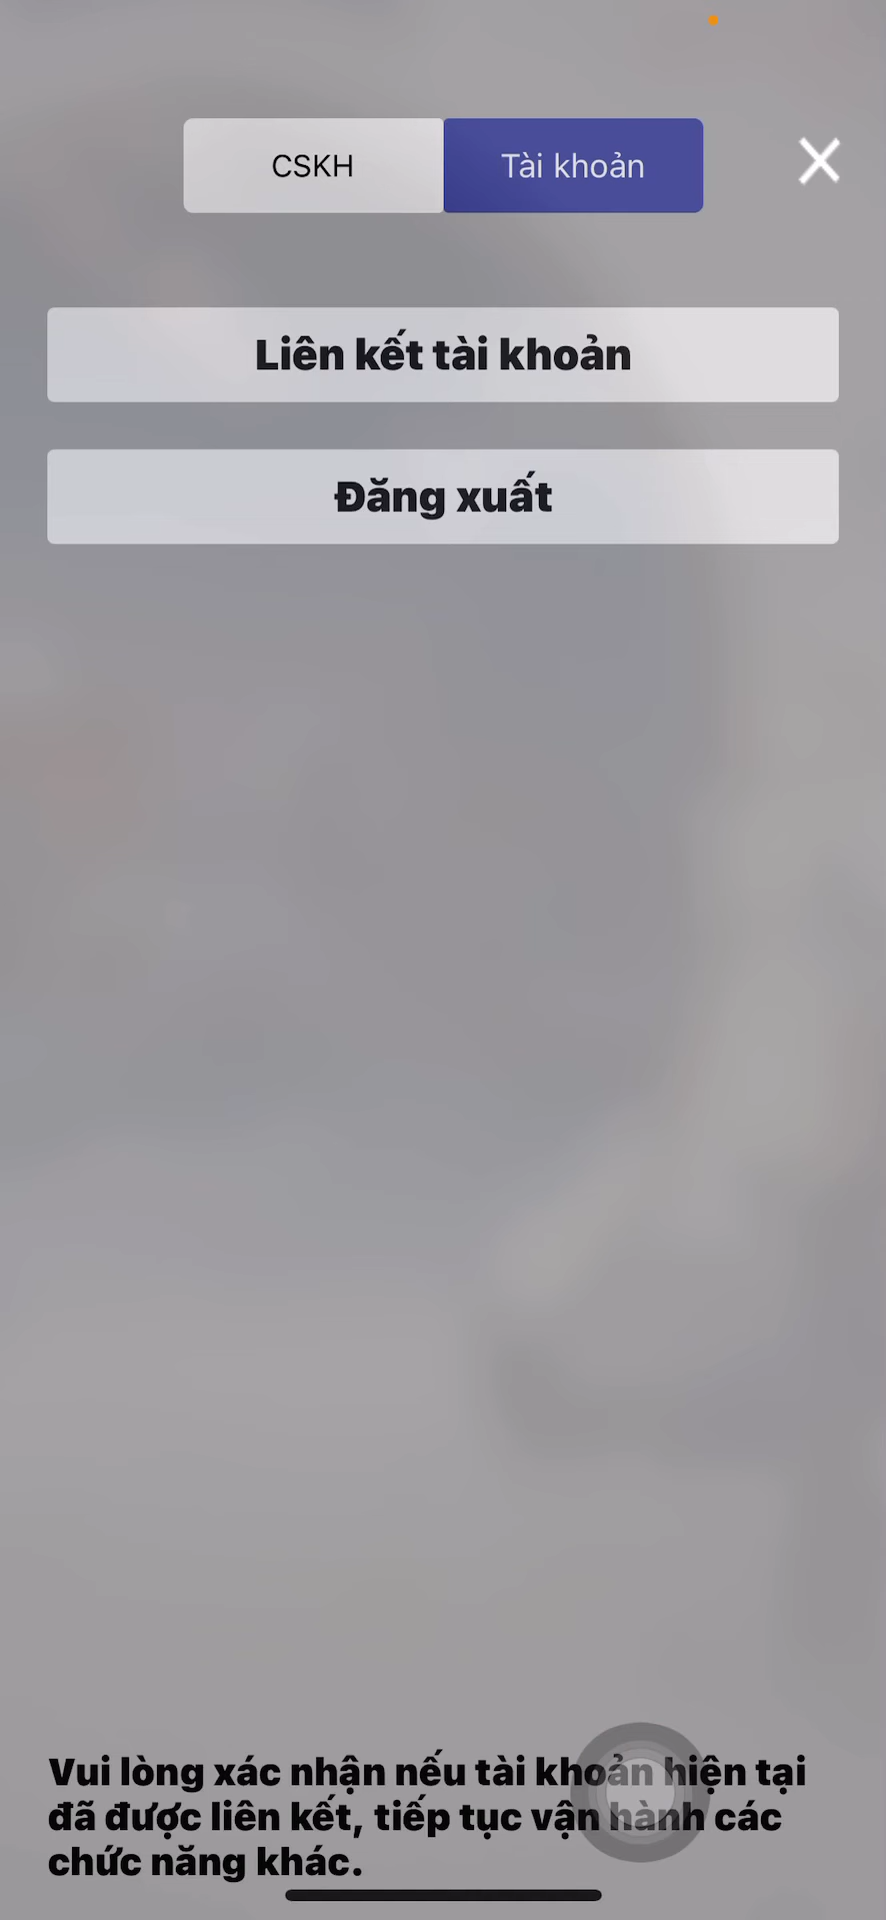 CSKH
Tài khoản
Liên kết tài khoản
Đăng xuất
Vui lòng xác nhận nếu tài khoản hiện tại
đã được liên kết, tiếp tục vận hành các
chức năng khác.